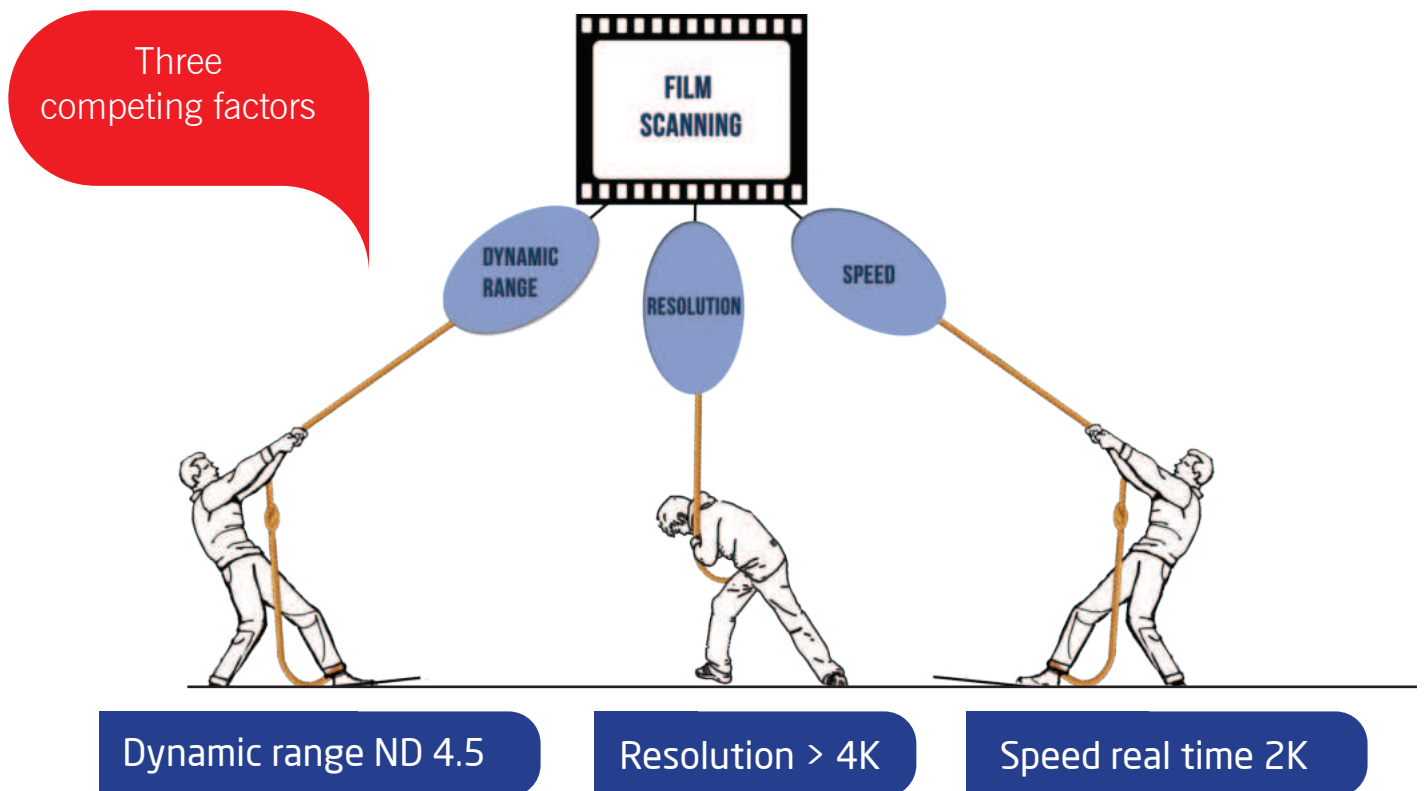 Three
competing factors
FILM
SCANNING
DYNAMIC
RANGE
RESOLUTION
SPEED
Dynamic range ND 4.5
Resolution > 4K
Speed real time 2K